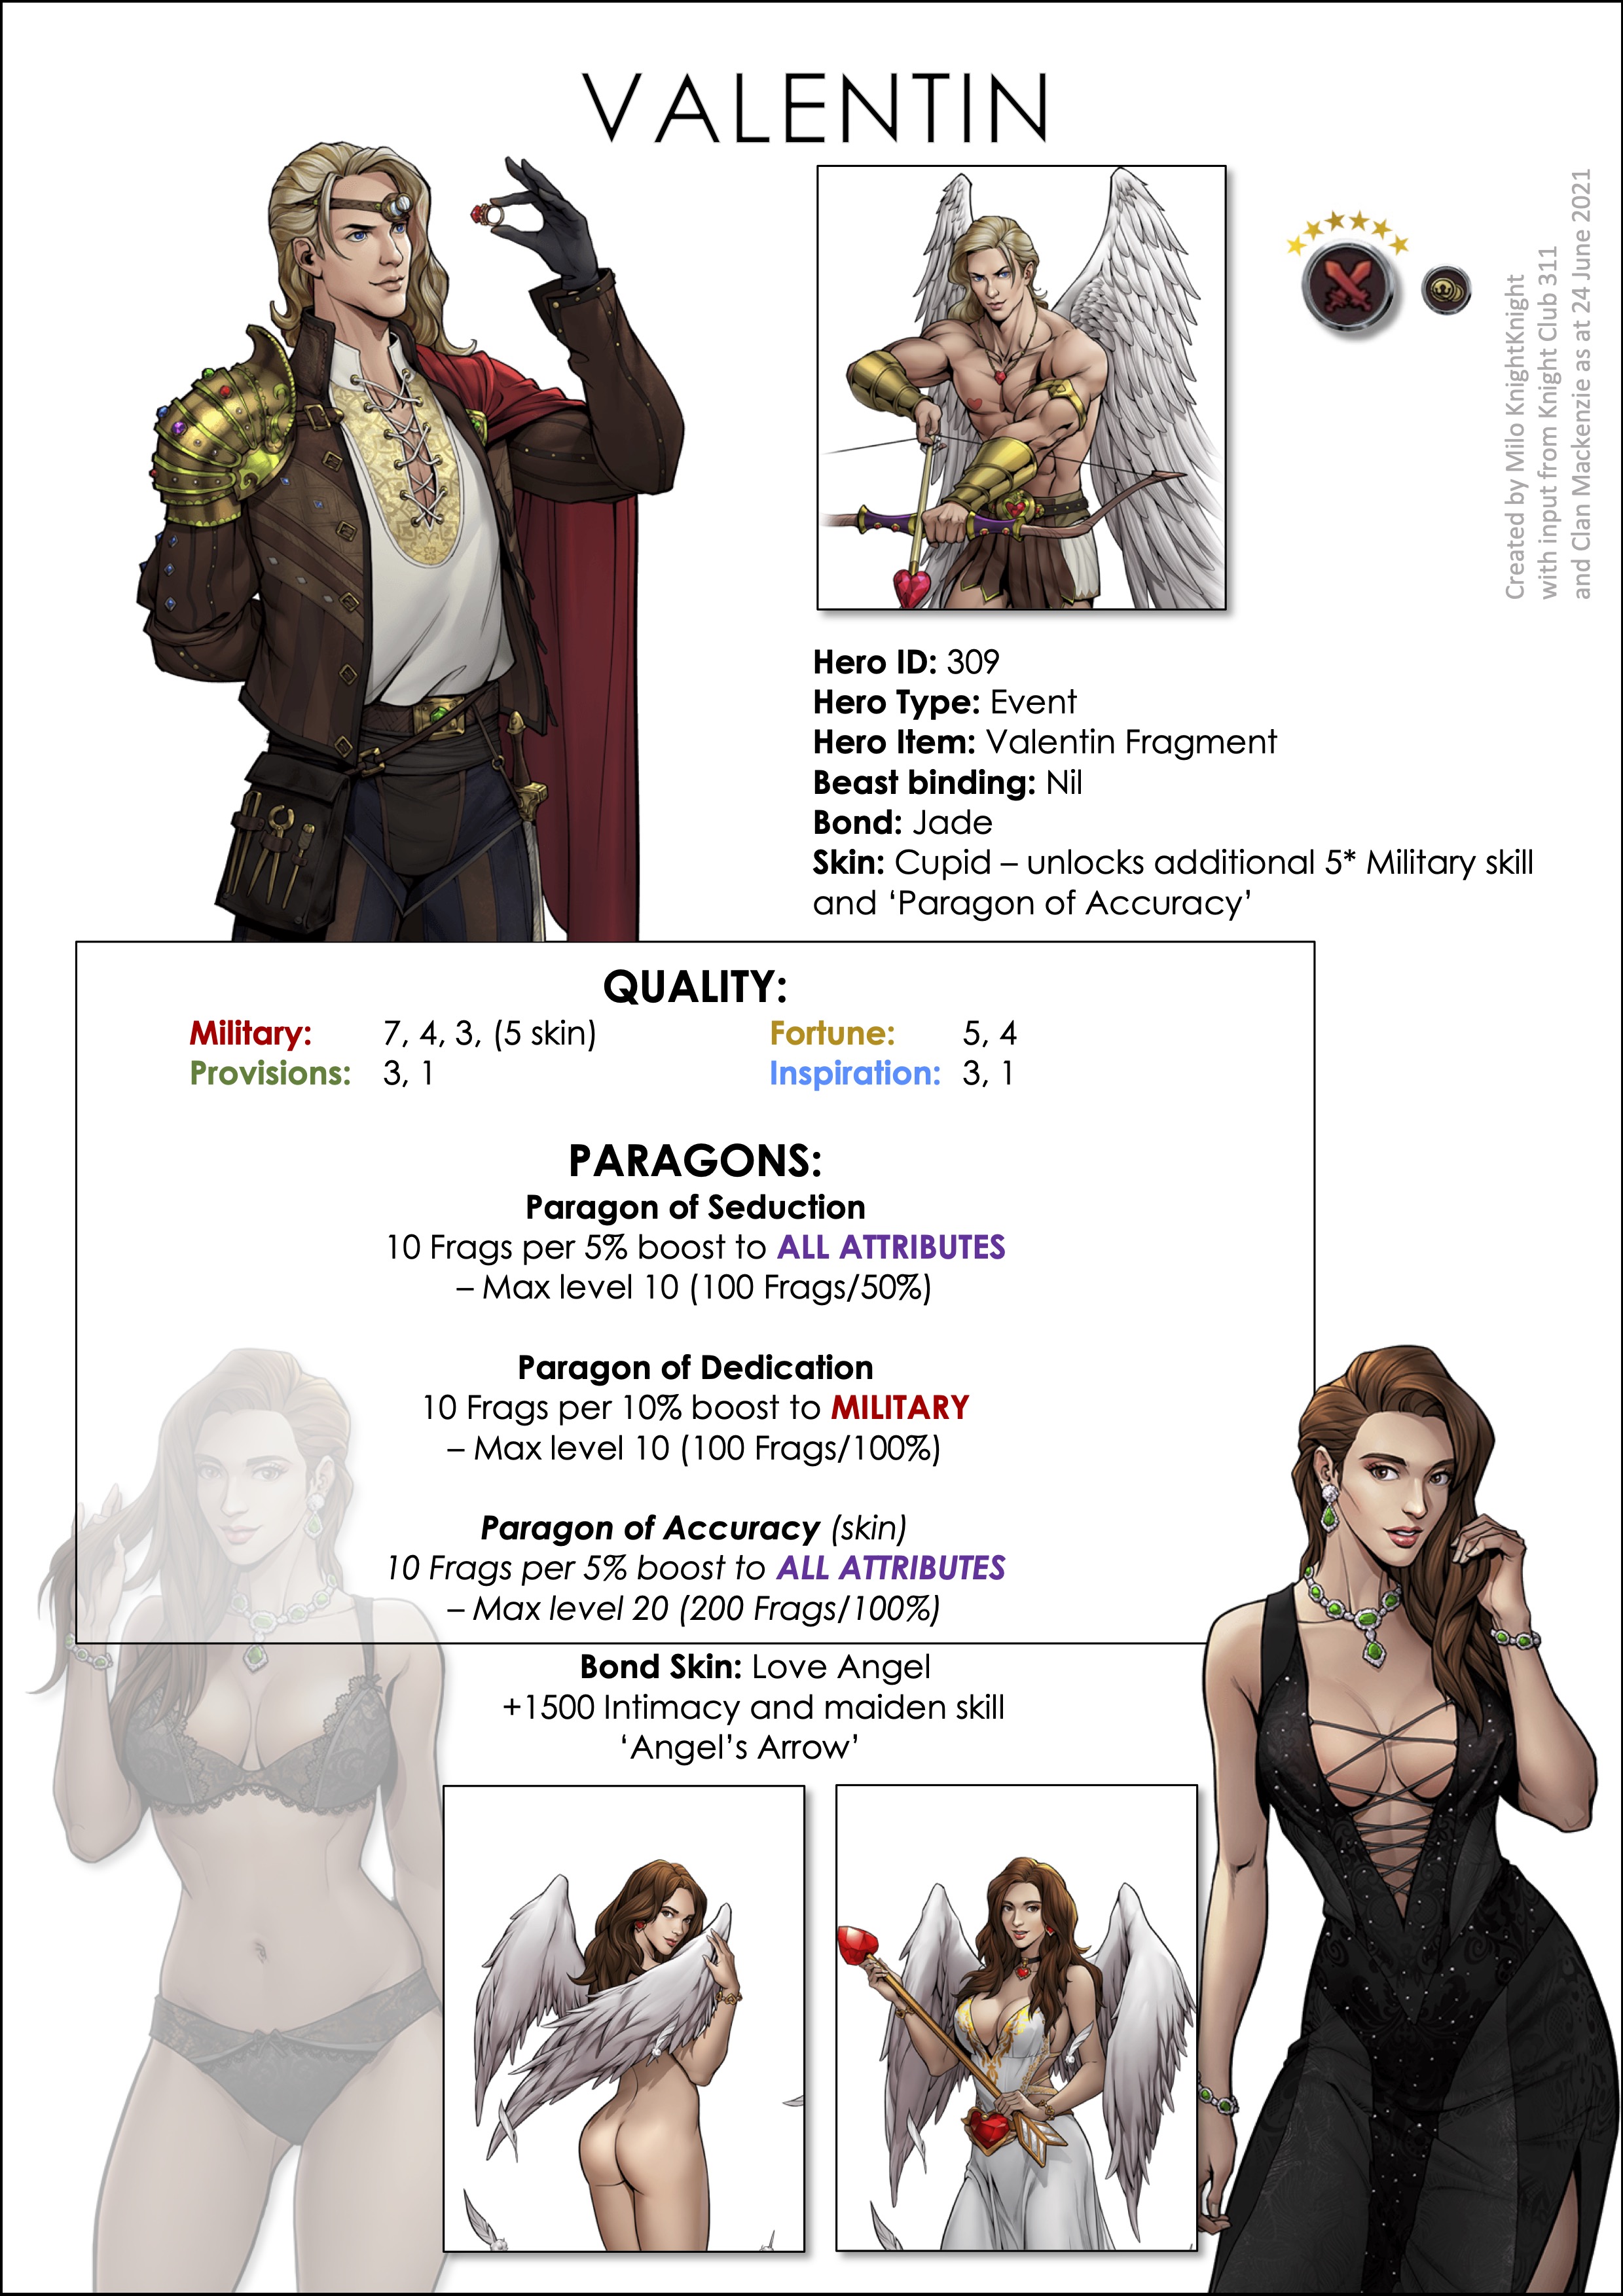 VALENTIN
Created by Milo KnightKnight
with input from Knight Club 311
and Clan Mackenzie as at 24 June 2021
Hero ID: 309
Hero Type: Event
Hero Item: Valentin Fragment
Beast binding: Nil
Bond: Jade
Skin: Cupid – unlocks additional 5* Military skill
and ‘Paragon of Accuracy’
QUALITY:
Military: 7, 4, 3, (5 skin) Fortune: 5, 4
Provisions: 3, 1 Inspiration: 3, 1
PARAGONS:
Paragon of Seduction
10 Frags per 5% boost to ALL ATTRIBUTES
– Max level 10 (100 Frags/50%)
Paragon of Dedication
10 Frags per 10% boost to MILITARY
– Max level 10 (100 Frags/100%)
Paragon of Accuracy (skin)
10 Frags per 5% boost to ALL ATTRIBUTES
– Max level 20 (200 Frags/100%)
Bond Skin: Love Angel
+1500 Intimacy and maiden skill
‘Angel’s Arrow’